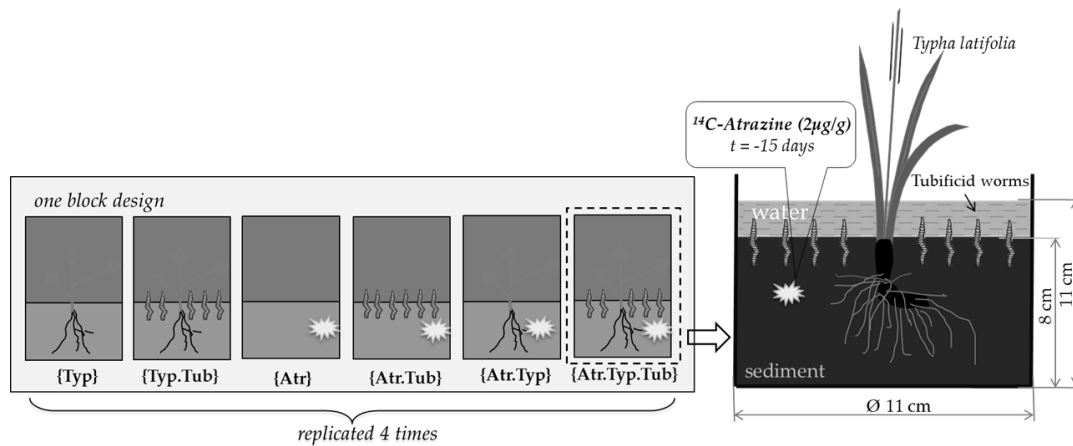 one block design
{Typ}
{Typ.Tub}
{Atr}
{Atr.Tub}
{Atr.Typ}
{Atr.Typ.Tub}
replicated 4 times
¹⁴C-Atrazine (2µg/g)
t = -15 days
Typha latifolia
Tubificid worms
water
sediment
8 cm
11 cm
Ø 11 cm